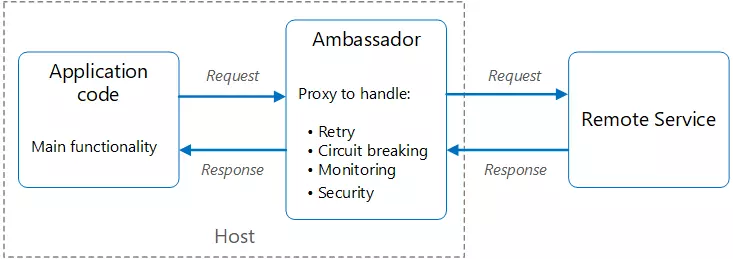 Application
code
Main functionality
Request
Response
Ambassador
Proxy to handle:
• Retry
• Circuit breaking
• Monitoring
• Security
Host
Request
Response
Remote Service